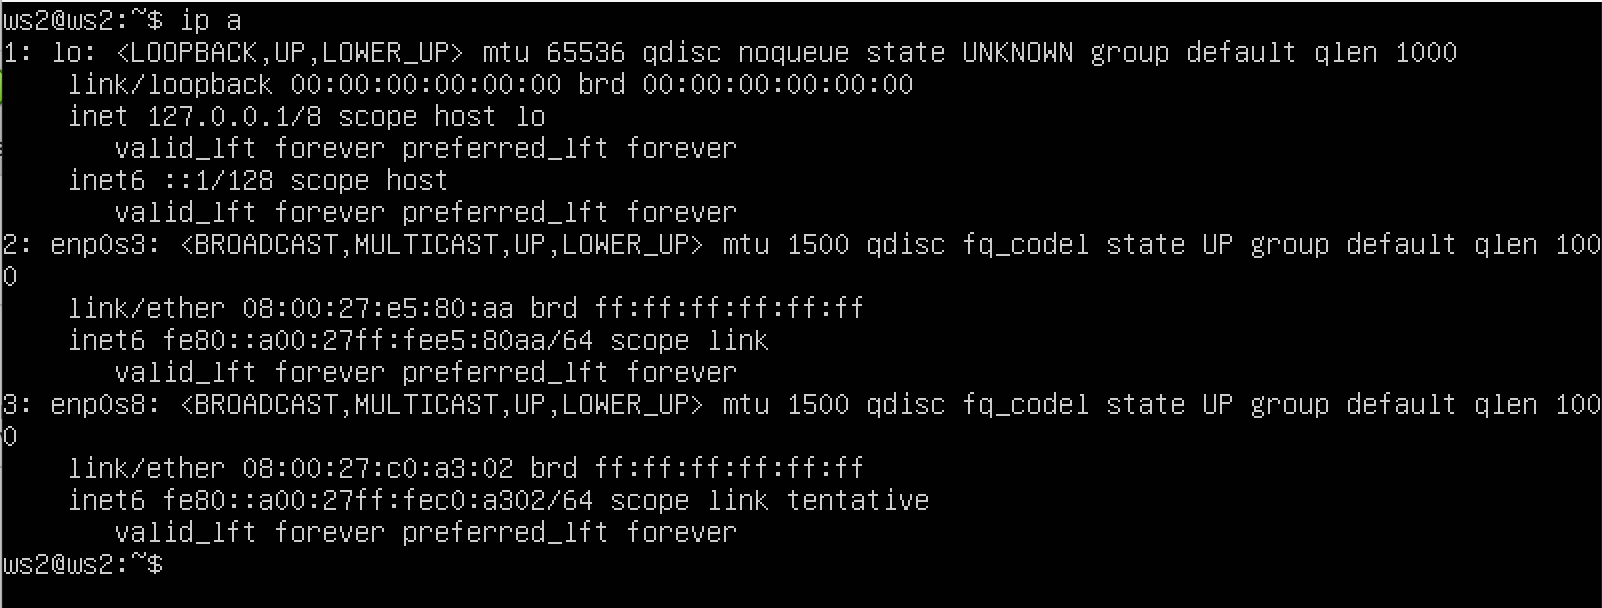 ws2@ws2:~$ ip a
1: lo: <LOOPBACK,UP,LOWER_UP> mtu 65536 qdisc noqueue state UNKNOWN group default qlen 1000
    link/loopback 00:00:00:00:00:00 brd 00:00:00:00:00:00
    inet 127.0.0.1/8 scope host lo
       valid_lft forever preferred_lft forever
    inet6 ::1/128 scope host
       valid_lft forever preferred_lft forever
2: enp0s3: <BROADCAST,MULTICAST,UP,LOWER_UP> mtu 1500 qdisc fq_codel state UP group default qlen 100
0
    link/ether 08:00:27:e5:80:aa brd ff:ff:ff:ff:ff:ff
    inet6 fe80::a00:27ff:fee5:80aa/64 scope link
       valid_lft forever preferred_lft forever
3: enp0s8: <BROADCAST,MULTICAST,UP,LOWER_UP> mtu 1500 qdisc fq_codel state UP group default qlen 100
0
    link/ether 08:00:27:c0:a3:02 brd ff:ff:ff:ff:ff:ff
    inet6 fe80::a00:27ff:fec0:a302/64 scope link tentative
       valid_lft forever preferred_lft forever
ws2@ws2:~$